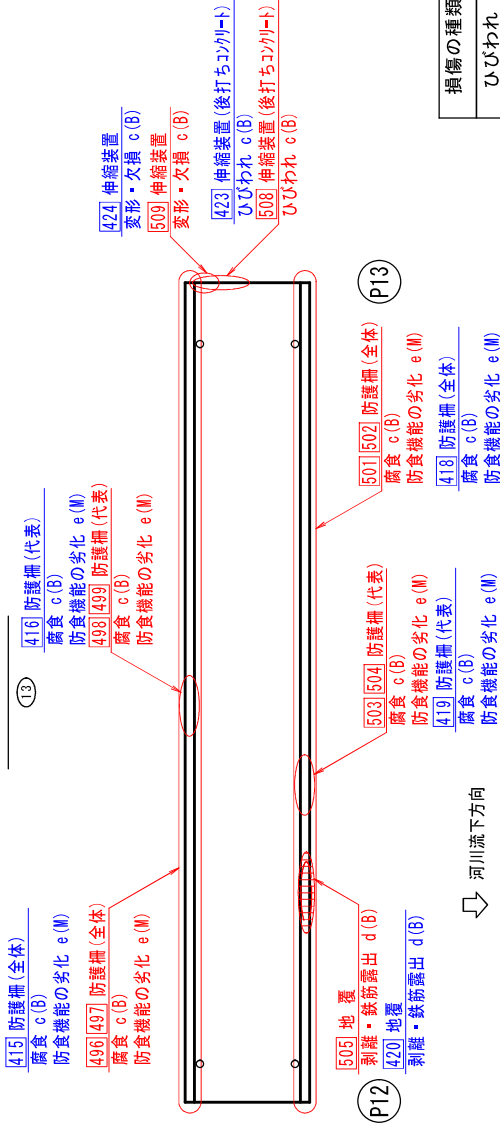 415 防護柵(全体)
腐食 c(B)
防食機能の劣化 e(M)
496 497 防護柵(全体)
腐食 c(B)
防食機能の劣化 e(M)
13
416 防護柵(代表)
腐食 c(B)
防食機能の劣化 e(M)
498 499 防護柵(代表)
腐食 c(B)
防食機能の劣化 e(M)
424 伸縮装置
変形・欠損 c(B)
509 伸縮装置
変形・欠損 c(B)
423 伸縮装置(後打ちコンクリート)
ひびわれ c(B)
508 伸縮装置(後打ちコンクリート)
ひびわれ c(B)
P12
P13
505 地 覆
剥離・鉄筋露出 d(B)
420 地覆
剥離・鉄筋露出 d(B)
503 504 防護柵(代表)
腐食 c(B)
防食機能の劣化 e(M)
419 防護柵(代表)
腐食 c(B)
防食機能の劣化 e(M)
501 502 防護柵(全体)
腐食 c(B)
防食機能の劣化 e(M)
418 防護柵(全体)
腐食 c(B)
防食機能の劣化 e(M)
河川流下方向
損傷の種類
ひびわれ